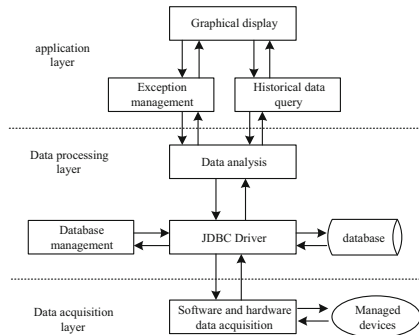 Graphical display
application
layer
Exception
management
Historical data
query
Data processing
layer
Data analysis
Database
management
JDBC Driver
database
Data acquisition
layer
Software and hardware
data acquisition
Managed
devices